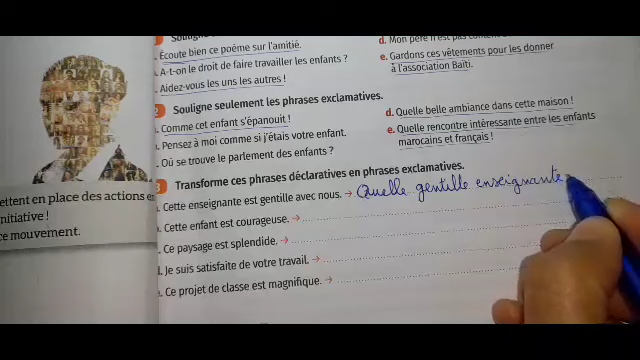 Souligne
Écoute bien ce poème sur l'amitié.
A-t-on le droit de faire travailler les enfants ?
Aidez-vous les uns les autres !
d. Mon père n'est pas content
e. Gardons ces vêtements pour les donner
à l'association Baïti.
2 Souligne seulement les phrases exclamatives.
Comme cet enfant s'épanouit !
Pensez à moi comme si j'étais votre enfant.
Où se trouve le parlement des enfants ?
d. Quelle belle ambiance dans cette maison !
e. Quelle rencontre intéressante entre les enfants
marocains et français !
3 Transforme ces phrases déclaratives en phrases exclamatives.
Cette enseignante est gentille avec nous. → Quelle gentille enseignante
Cette enfant est courageuse. →
Ce paysage est splendide. →
d. Je suis satisfaite de votre travail. →
Ce projet de classe est magnifique. →
ettent en place des actions en
nitiative !
ce mouvement.